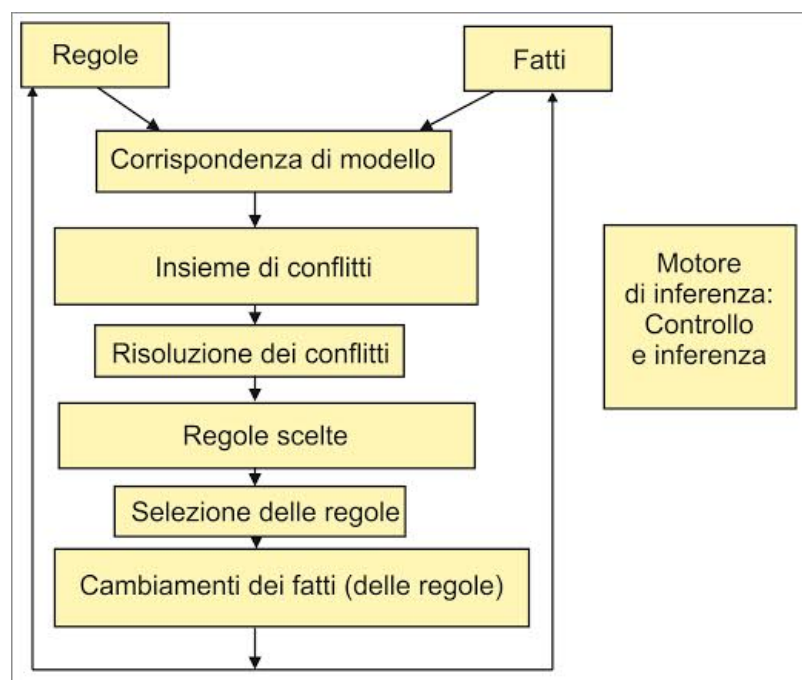 Regole
Fatti
Corrispondenza di modello
Insieme di conflitti
Risoluzione dei conflitti
Regole scelte
Selezione delle regole
Cambiamenti dei fatti (delle regole)
Motore
di inferenza:
Controllo
e inferenza